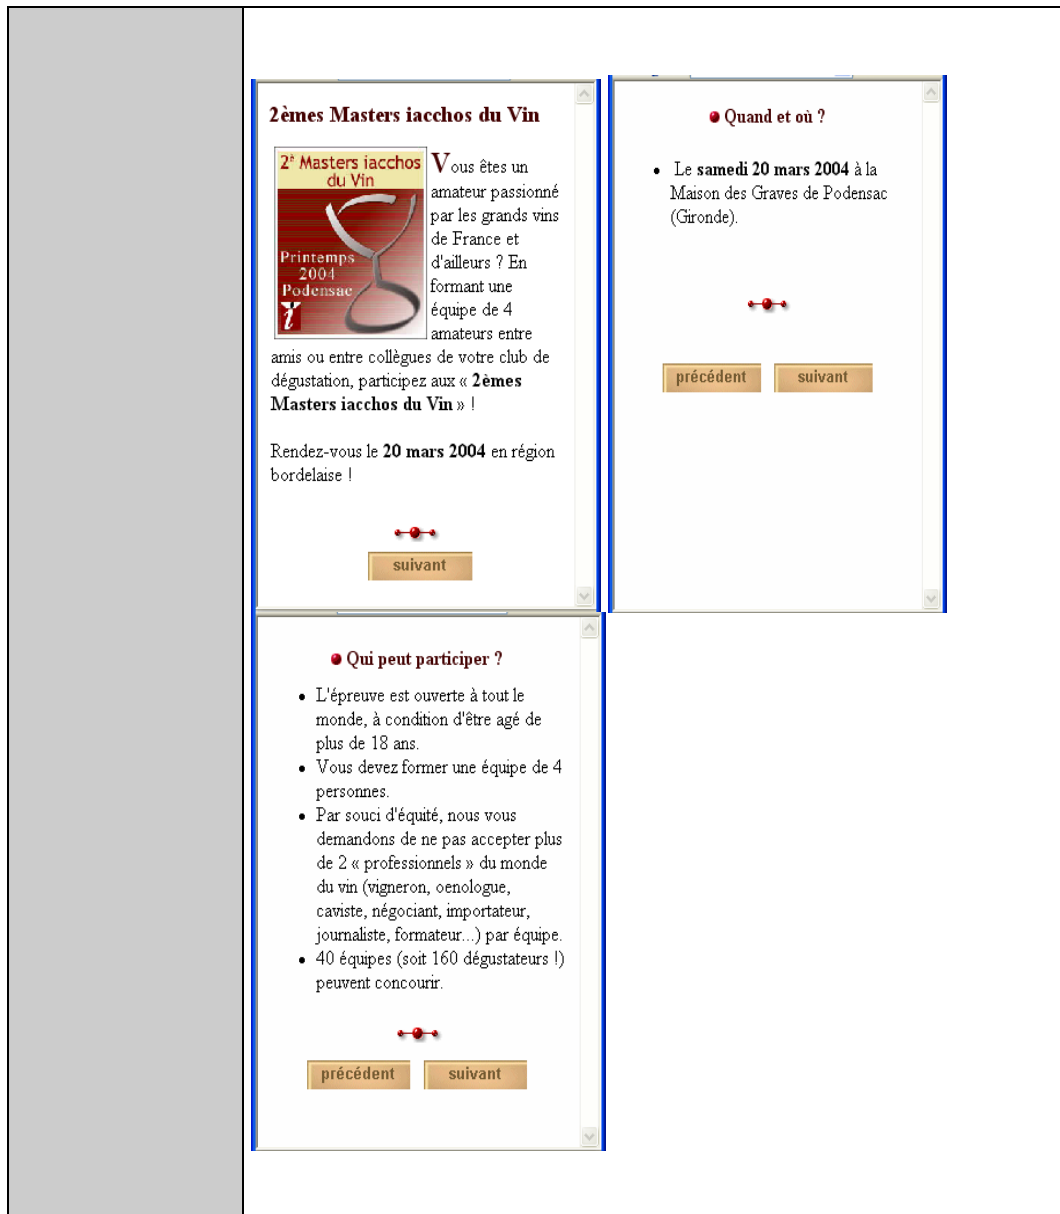 2èmes Masters iacchos du Vin
2è Masters iacchos
du Vin
Printemps
2004
Podensac
i
Vous êtes un
amateur passionné
par les grands vins
de France et
d'ailleurs ? En
formant une
équipe de 4
amateurs entre
amis ou entre collègues de votre club de
dégustation, participez aux « 2èmes
Masters iacchos du Vin » !
Rendez-vous le 20 mars 2004 en région
bordelaise !
suivant
Quand et où ?
• Le samedi 20 mars 2004 à la
Maison des Graves de Podensac
(Gironde).
précédent suivant
Qui peut participer ?
• L'épreuve est ouverte à tout le
monde, à condition d'être agé de
plus de 18 ans.
• Vous devez former une équipe de 4
personnes.
• Par souci d'équité, nous vous
demandons de ne pas accepter plus
de 2 « professionnels » du monde
du vin (vigneron, oenologue,
caviste, négociant, importateur,
journaliste, formateur...) par équipe.
• 40 équipes (soit 160 dégustateurs !)
peuvent concourir.
précédent suivant